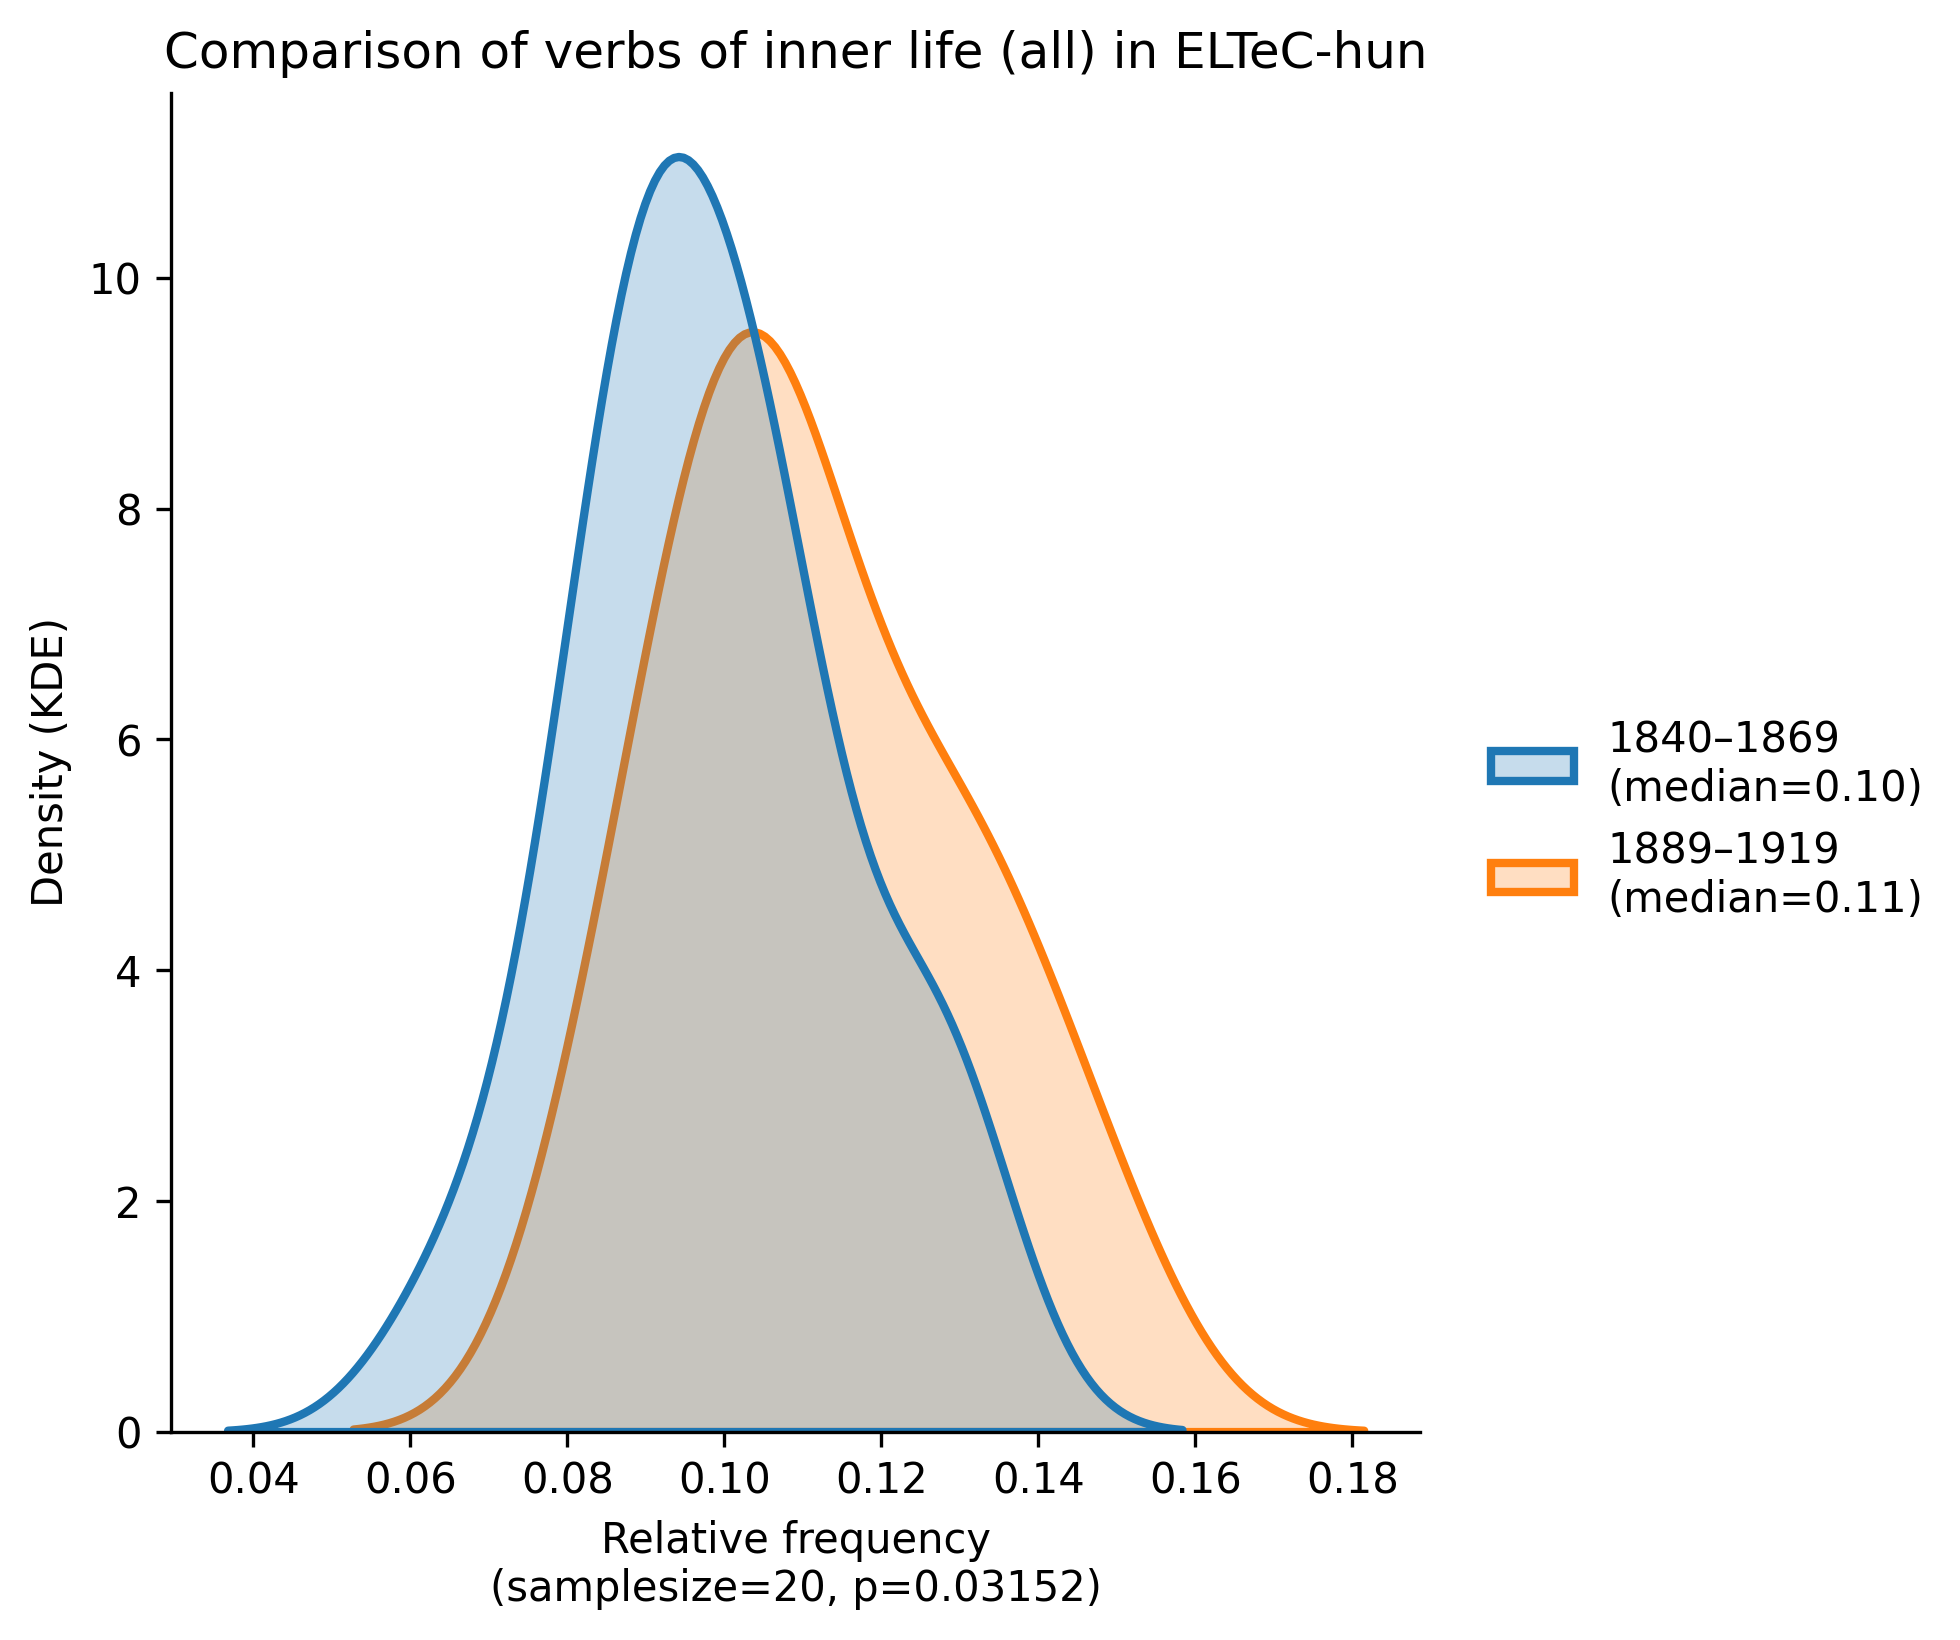 Comparison of verbs of inner life (all) in ELTeC-hun
Density (KDE)
10
8
6
4
2
0
0.04 0.06 0.08 0.10 0.12 0.14 0.16 0.18
Relative frequency
(samplesize=20, p=0.03152)
1840–1869
(median=0.10)
1889–1919
(median=0.11)